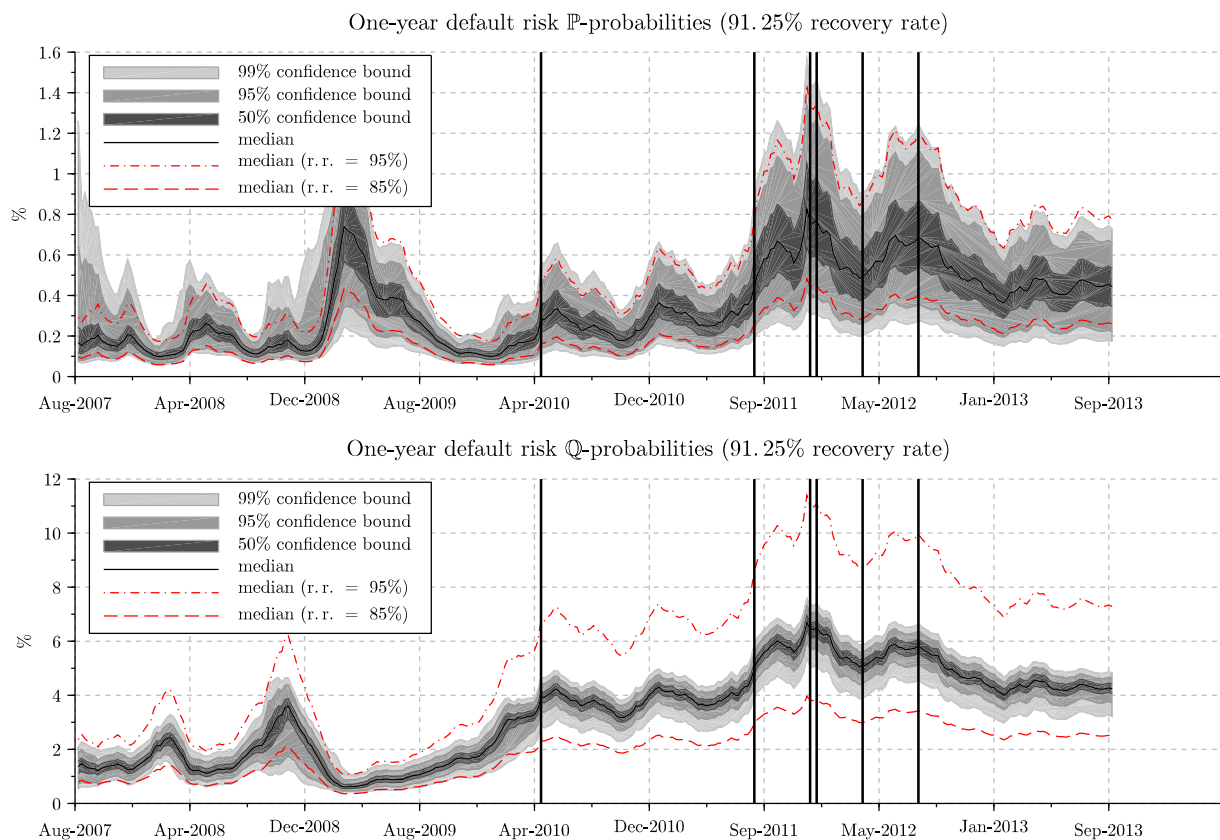 One-year default risk ℙ-probabilities (91.25% recovery rate)
1.6
1.4
1.2
1
0.8
0.6
0.4
0.2
0
%
99% confidence bound
95% confidence bound
50% confidence bound
median
median (r.r. = 95%)
median (r.r. = 85%)
Aug-2007 Apr-2008 Dec-2008 Aug-2009 Apr-2010 Dec-2010 Sep-2011 May-2012 Jan-2013 Sep-2013
One-year default risk ℚ-probabilities (91.25% recovery rate)
12
10
8
6
4
2
0
%
99% confidence bound
95% confidence bound
50% confidence bound
median
median (r.r. = 95%)
median (r.r. = 85%)
Aug-2007 Apr-2008 Dec-2008 Aug-2009 Apr-2010 Dec-2010 Sep-2011 May-2012 Jan-2013 Sep-2013